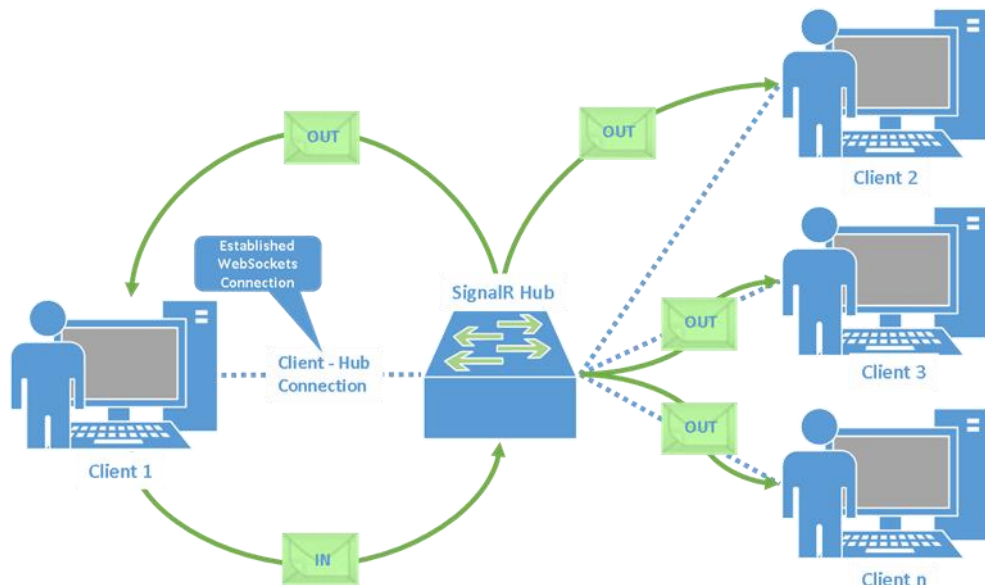 OUT
OUT
Client 2
Established
WebSockets
Connection
SignalR Hub
OUT
Client - Hub
Connection
Client 3
OUT
Client 1
IN
Client n